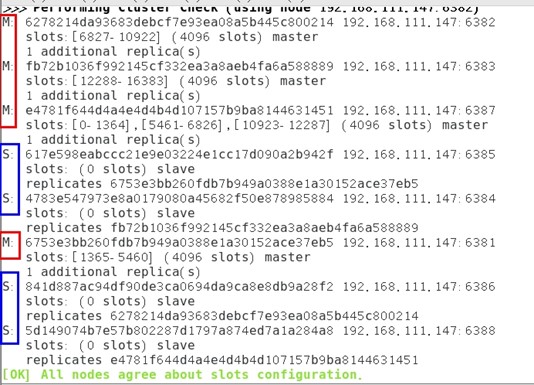 >>> Performing Cluster Check (using node 192.168.111.147:6382)
M: 6278214da93683debcf7e93ea08a5b445c800214 192.168.111.147:6382
slots:[6827-10922] (4096 slots) master
1 additional replica(s)
M: fb72b1036f992145cf332ea3a8aeb4fa6a588889 192.168.111.147:6383
slots:[12288-16383] (4096 slots) master
1 additional replica(s)
M: e4781f644d4a4e4d4b4d107157b9ba8144631451 192.168.111.147:6387
slots:[0-1364],[5461-6826],[10923-12287] (4096 slots) master
1 additional replica(s)
S: 617e598eabccc21e9e03224e1cc17d090a2b942f 192.168.111.147:6385
slots: (0 slots) slave
replicates 6753e3bb260fdb7b949a0388e1a30152ace37eb5
S: 4783e547973e8a0179080a45682f50e878985884 192.168.111.147:6384
slots: (0 slots) slave
replicates fb72b1036f992145cf332ea3a8aeb4fa6a588889
M: 6753e3bb260fdb7b949a0388e1a30152ace37eb5 192.168.111.147:6381
slots:[1365-5460] (4096 slots) master
1 additional replica(s)
S: 841d887ac94df90de3ca0694da9ca8e8db9a28f2 192.168.111.147:6386
slots: (0 slots) slave
replicates 6278214da93683debcf7e93ea08a5b445c800214
S: 5d149074b7e57b802287d1797a874ed7a1a284a8 192.168.111.147:6388
slots: (0 slots) slave
replicates e4781f644d4a4e4d4b4d107157b9ba8144631451
[OK] All nodes agree about slots configuration.